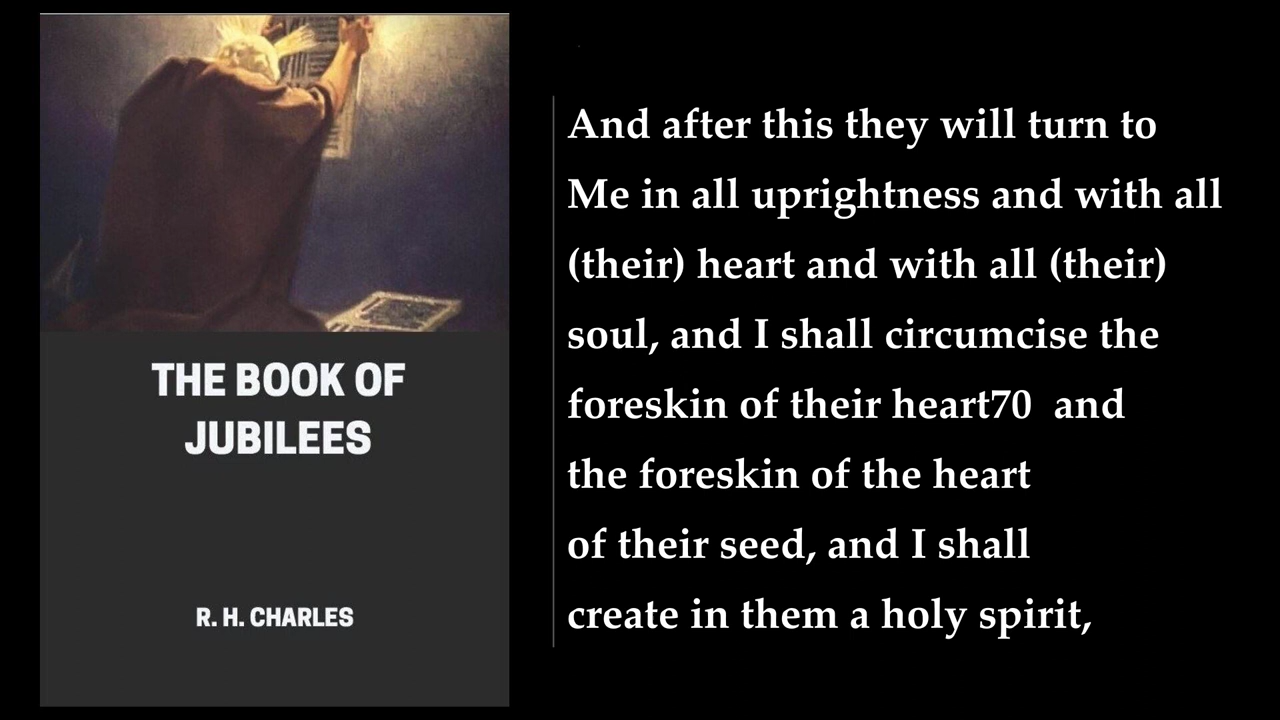 THE BOOK OF
JUBILEES
R. H. CHARLES
And after this they will turn to
Me in all uprightness and with all
(their) heart and with all (their)
soul, and I shall circumcise the
foreskin of their heart70  and
the foreskin of the heart
of their seed, and I shall
create in them a holy spirit,